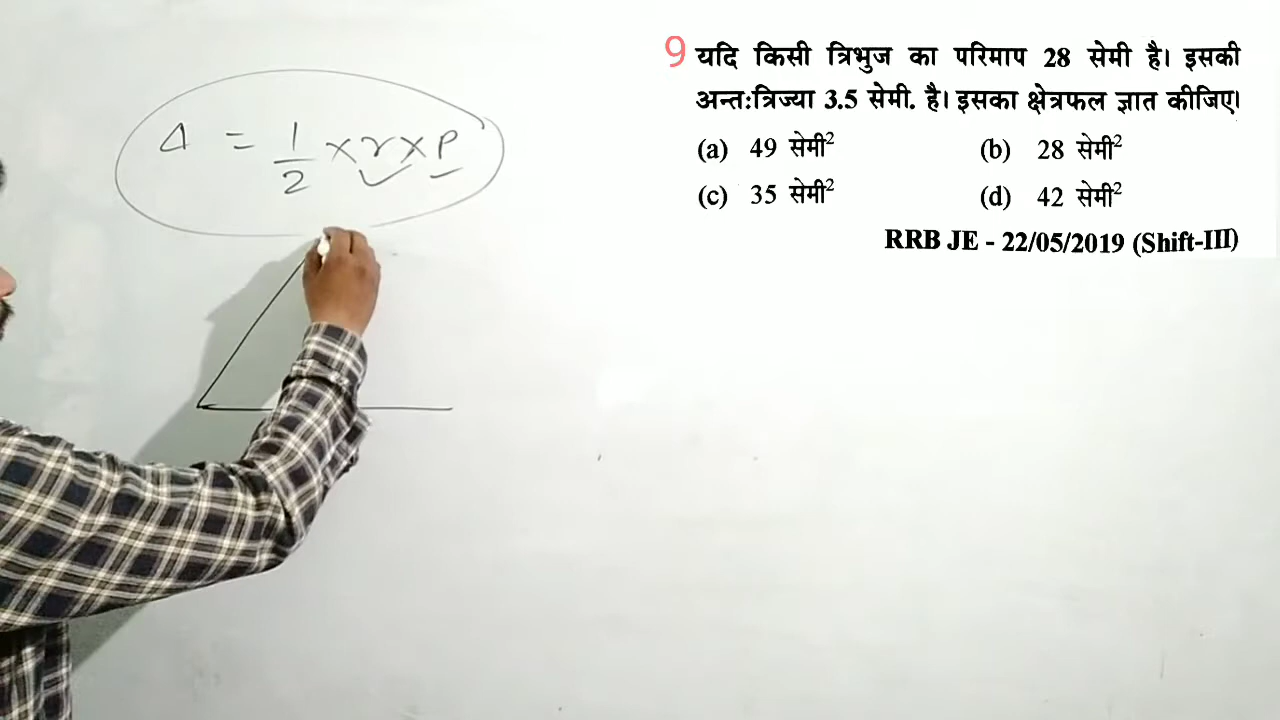 Δ = 1/2 × r × P
9 यदि किसी त्रिभुज का परिमाप 28 सेमी है। इसकी
अन्त:त्रिज्या 3.5 सेमी. है। इसका क्षेत्रफल ज्ञात कीजिए।
(a) 49 सेमी² (b) 28 सेमी²
(c) 35 सेमी² (d) 42 सेमी²
RRB JE - 22/05/2019 (Shift-III)